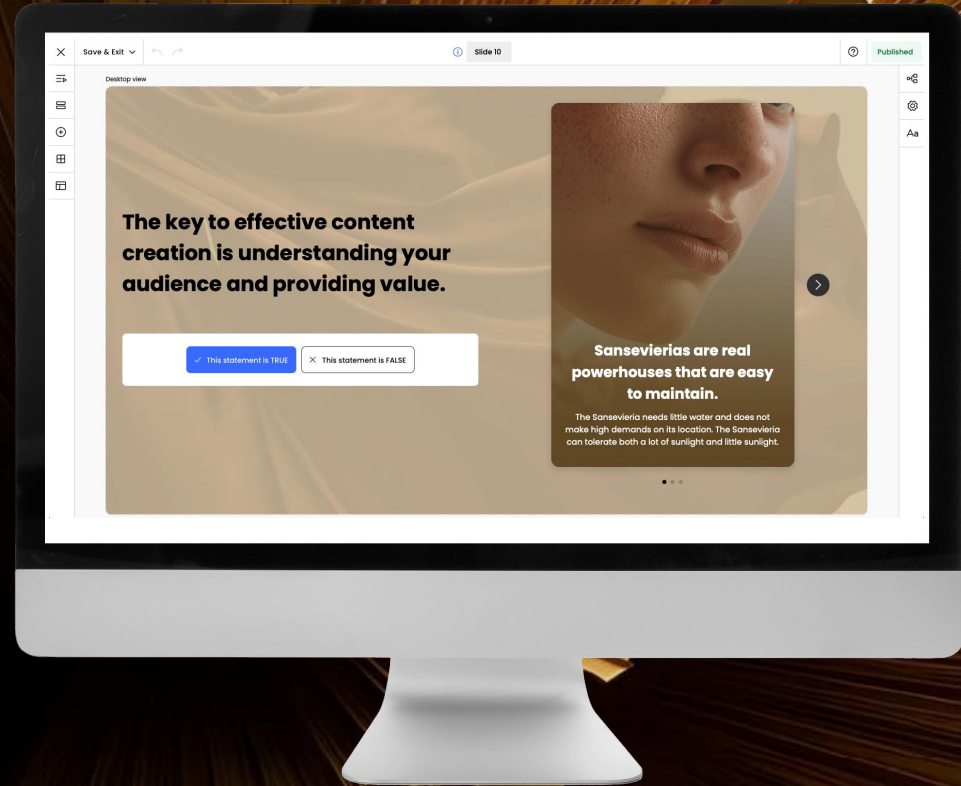 Save & Exit
Slide 10
Published
Desktop view
Aa
The key to effective content
creation is understanding your
audience and providing value.
This statement is TRUE
This statement is FALSE
Sansevierias are real
powerhouses that are easy
to maintain.
The Sansevieria needs little water and does not
make high demands on its location. The Sansevieria
can tolerate both a lot of sunlight and little sunlight.